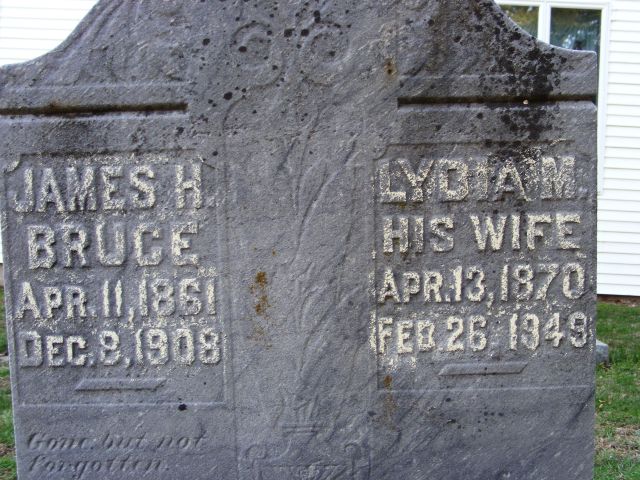 JAMES H.
BRUCE
APR. 11, 1861
DEC. 8, 1908
Gone, but not
forgotten.
LYDIA M.
HIS WIFE
APR. 13, 1870
FEB. 26, 1949